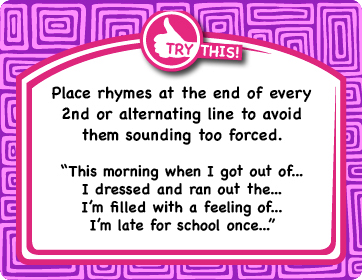 TRY THIS!
Place rhymes at the end of every
2nd or alternating line to avoid
them sounding too forced.
“This morning when I got out of...
I dressed and ran out the...
I’m filled with a feeling of...
I’m late for school once...”